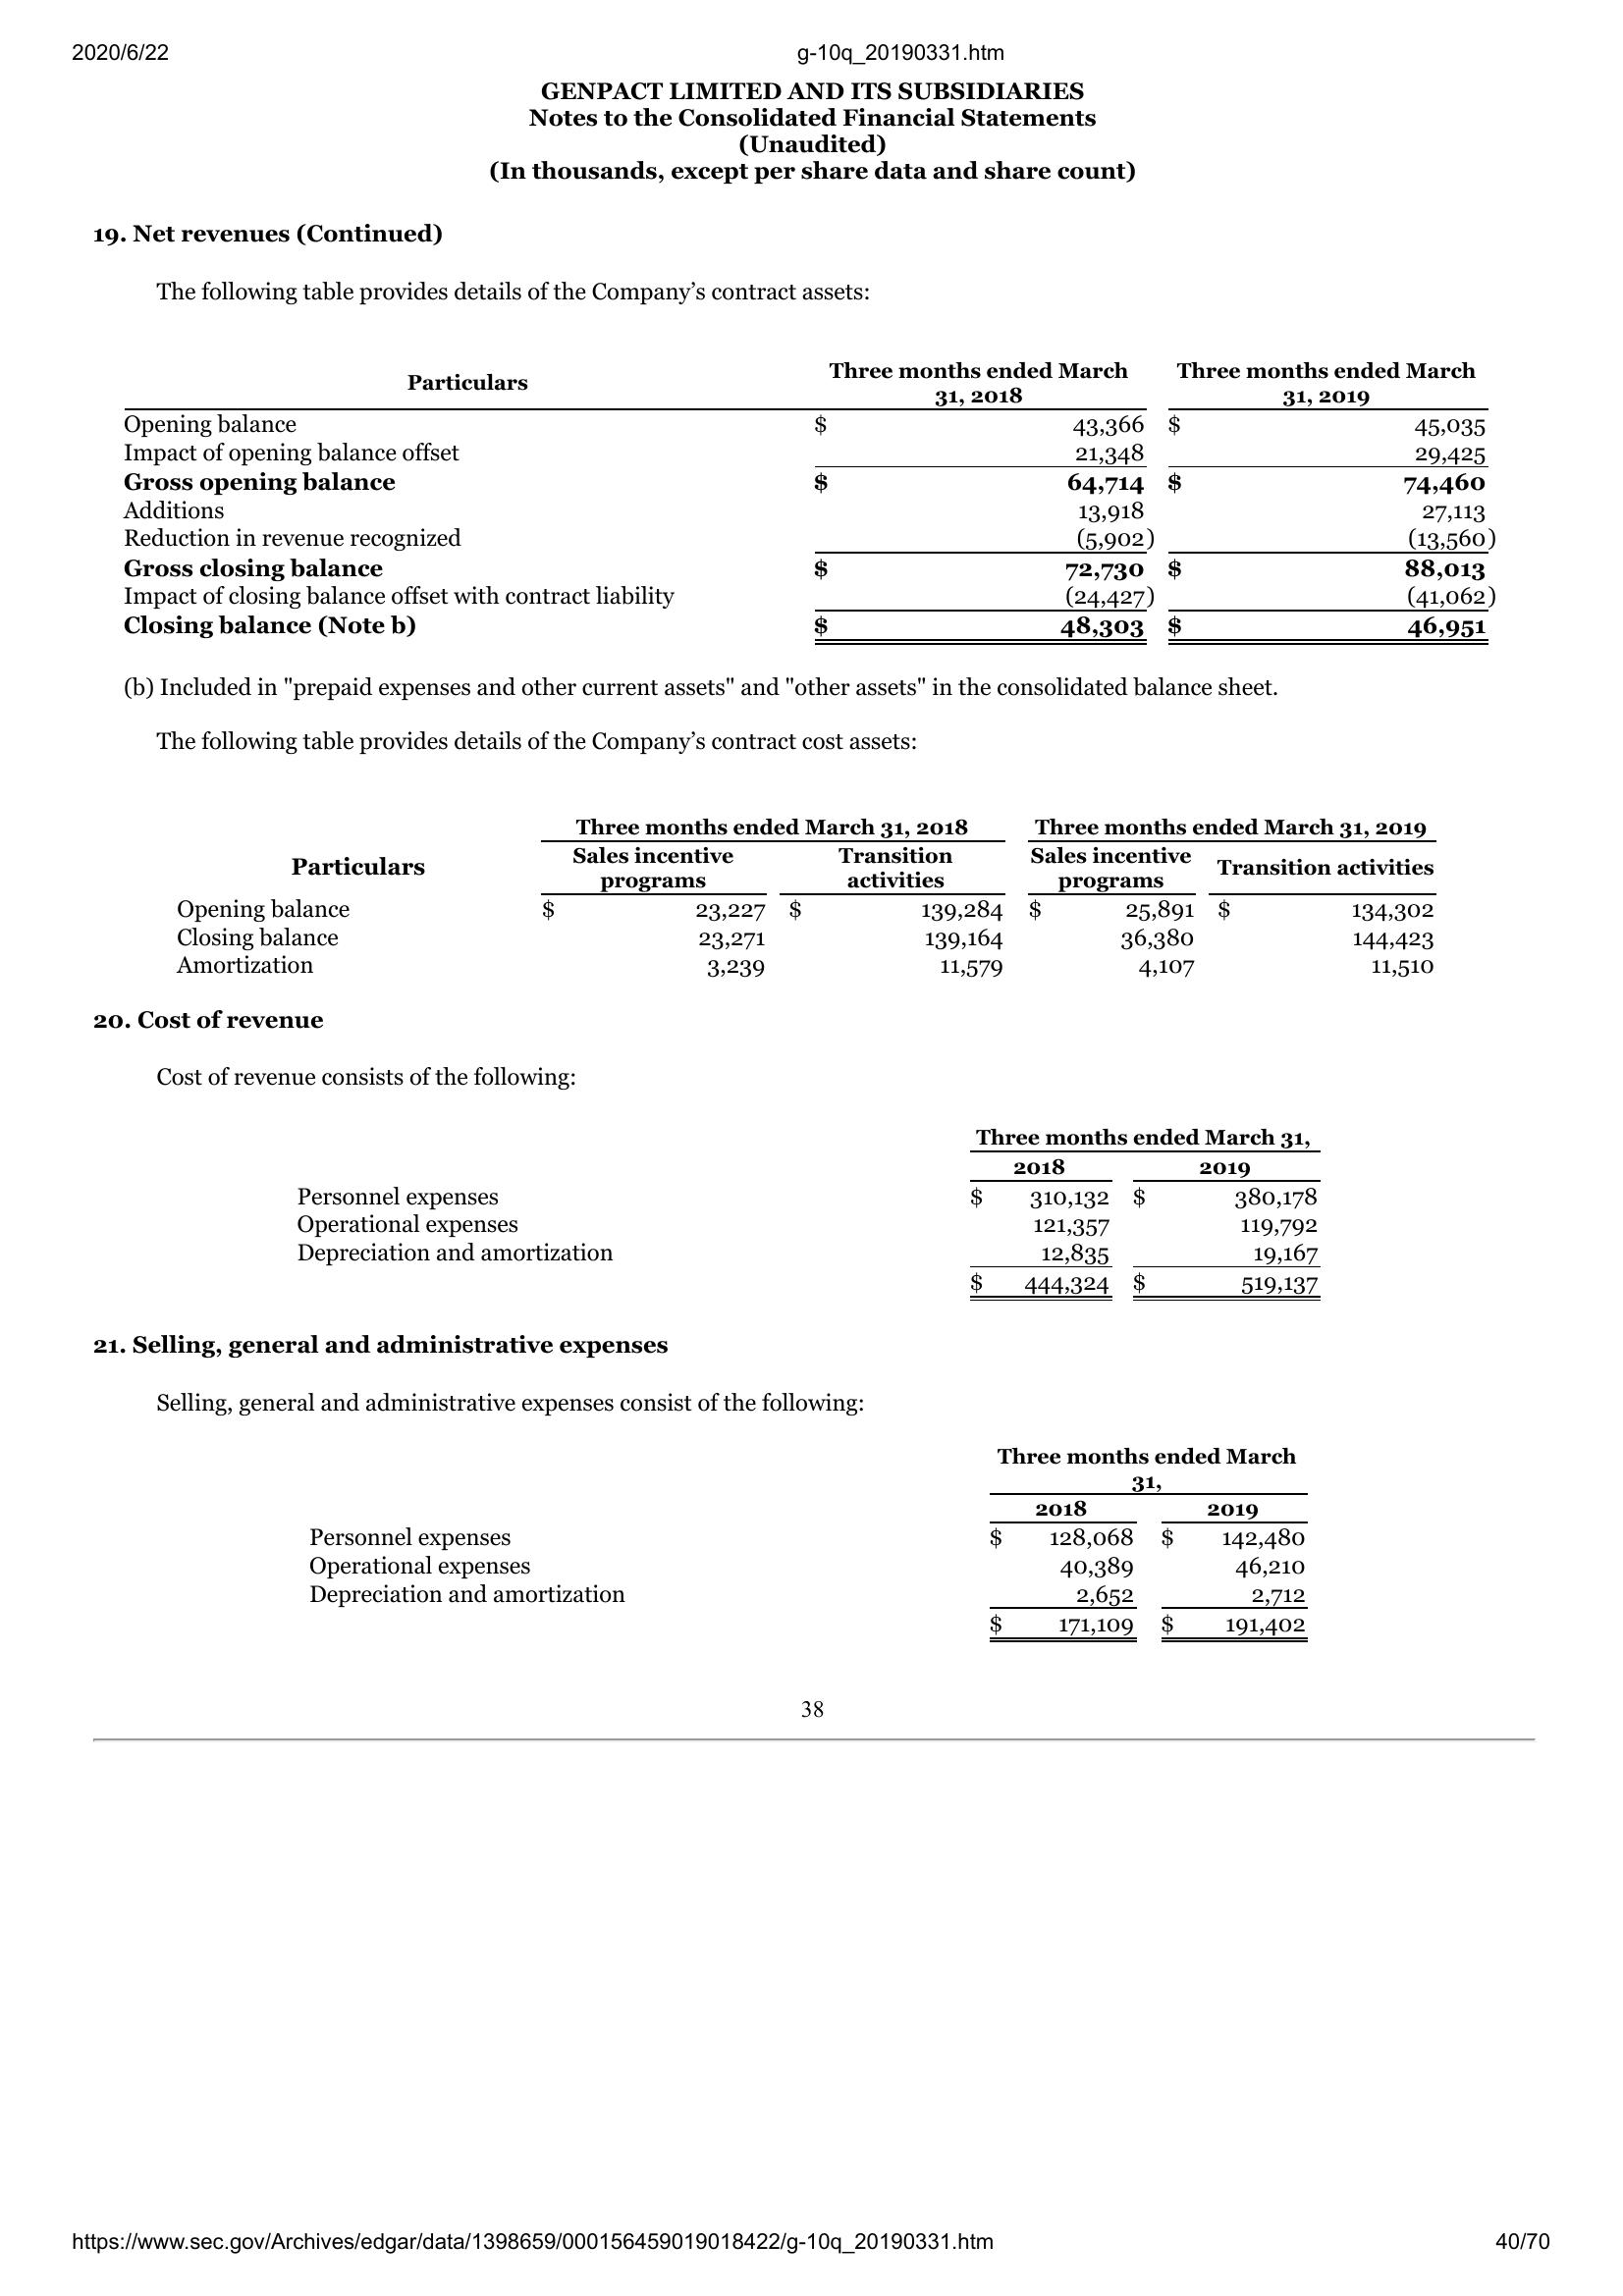 2020/6/22 g-10q_20190331.htm
GENPACT LIMITED AND ITS SUBSIDIARIES
Notes to the Consolidated Financial Statements
(Unaudited)
(In thousands, except per share data and share count)
19. Net revenues (Continued)
The following table provides details of the Company’s contract assets:
Particulars Three months ended March 31, 2018 Three months ended March 31, 2019
Opening balance $ 43,366 $ 45,035
Impact of opening balance offset 21,348 29,425
Gross opening balance $ 64,714 $ 74,460
Additions 13,918 27,113
Reduction in revenue recognized (5,902) (13,560)
Gross closing balance $ 72,730 $ 88,013
Impact of closing balance offset with contract liability (24,427) (41,062)
Closing balance (Note b) $ 48,303 $ 46,951
(b) Included in "prepaid expenses and other current assets" and "other assets" in the consolidated balance sheet.
The following table provides details of the Company’s contract cost assets:
Three months ended March 31, 2018 Three months ended March 31, 2019
Particulars Sales incentive programs Transition activities Sales incentive programs Transition activities
Opening balance $ 23,227 $ 139,284 $ 25,891 $ 134,302
Closing balance 23,271 139,164 36,380 144,423
Amortization 3,239 11,579 4,107 11,510
20. Cost of revenue
Cost of revenue consists of the following:
Three months ended March 31,
2018 2019
Personnel expenses $ 310,132 $ 380,178
Operational expenses 121,357 119,792
Depreciation and amortization 12,835 19,167
$ 444,324 $ 519,137
21. Selling, general and administrative expenses
Selling, general and administrative expenses consist of the following:
Three months ended March
31,
2018 2019
Personnel expenses $ 128,068 $ 142,480
Operational expenses 40,389 46,210
Depreciation and amortization 2,652 2,712
$ 171,109 $ 191,402
38
https://www.sec.gov/Archives/edgar/data/1398659/000156459019018422/g-10q_20190331.htm 40/70